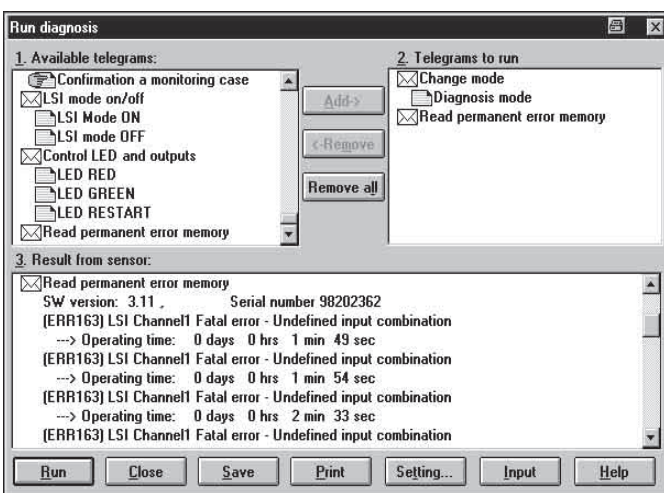 Run diagnosis
1. Available telegrams:
Confirmation a monitoring case
LSI mode on/off
LSI Mode ON
LSI mode OFF
Control LED and outputs
LED RED
LED GREEN
LED RESTART
Read permanent error memory
Add->
<-Remove
Remove all
2. Telegrams to run
Change mode
Diagnosis mode
Read permanent error memory
3. Result from sensor:
Read permanent error memory
SW version: 3.11 , Serial number 98202362
(ERR163) LSI Channel1 Fatal error - Undefined input combination
---> Operating time: 0 days 0 hrs 1 min 49 sec
(ERR163) LSI Channel1 Fatal error - Undefined input combination
---> Operating time: 0 days 0 hrs 1 min 54 sec
(ERR163) LSI Channel1 Fatal error - Undefined input combination
---> Operating time: 0 days 0 hrs 2 min 33 sec
(ERR163) LSI Channel1 Fatal error - Undefined input combination
Run Close Save Print Setting... Input Help